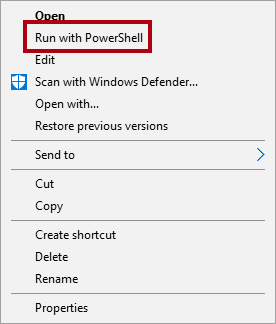 Open
Run with PowerShell
Edit
Scan with Windows Defender...
Open with...
Restore previous versions
Send to
Cut
Copy
Create shortcut
Delete
Rename
Properties